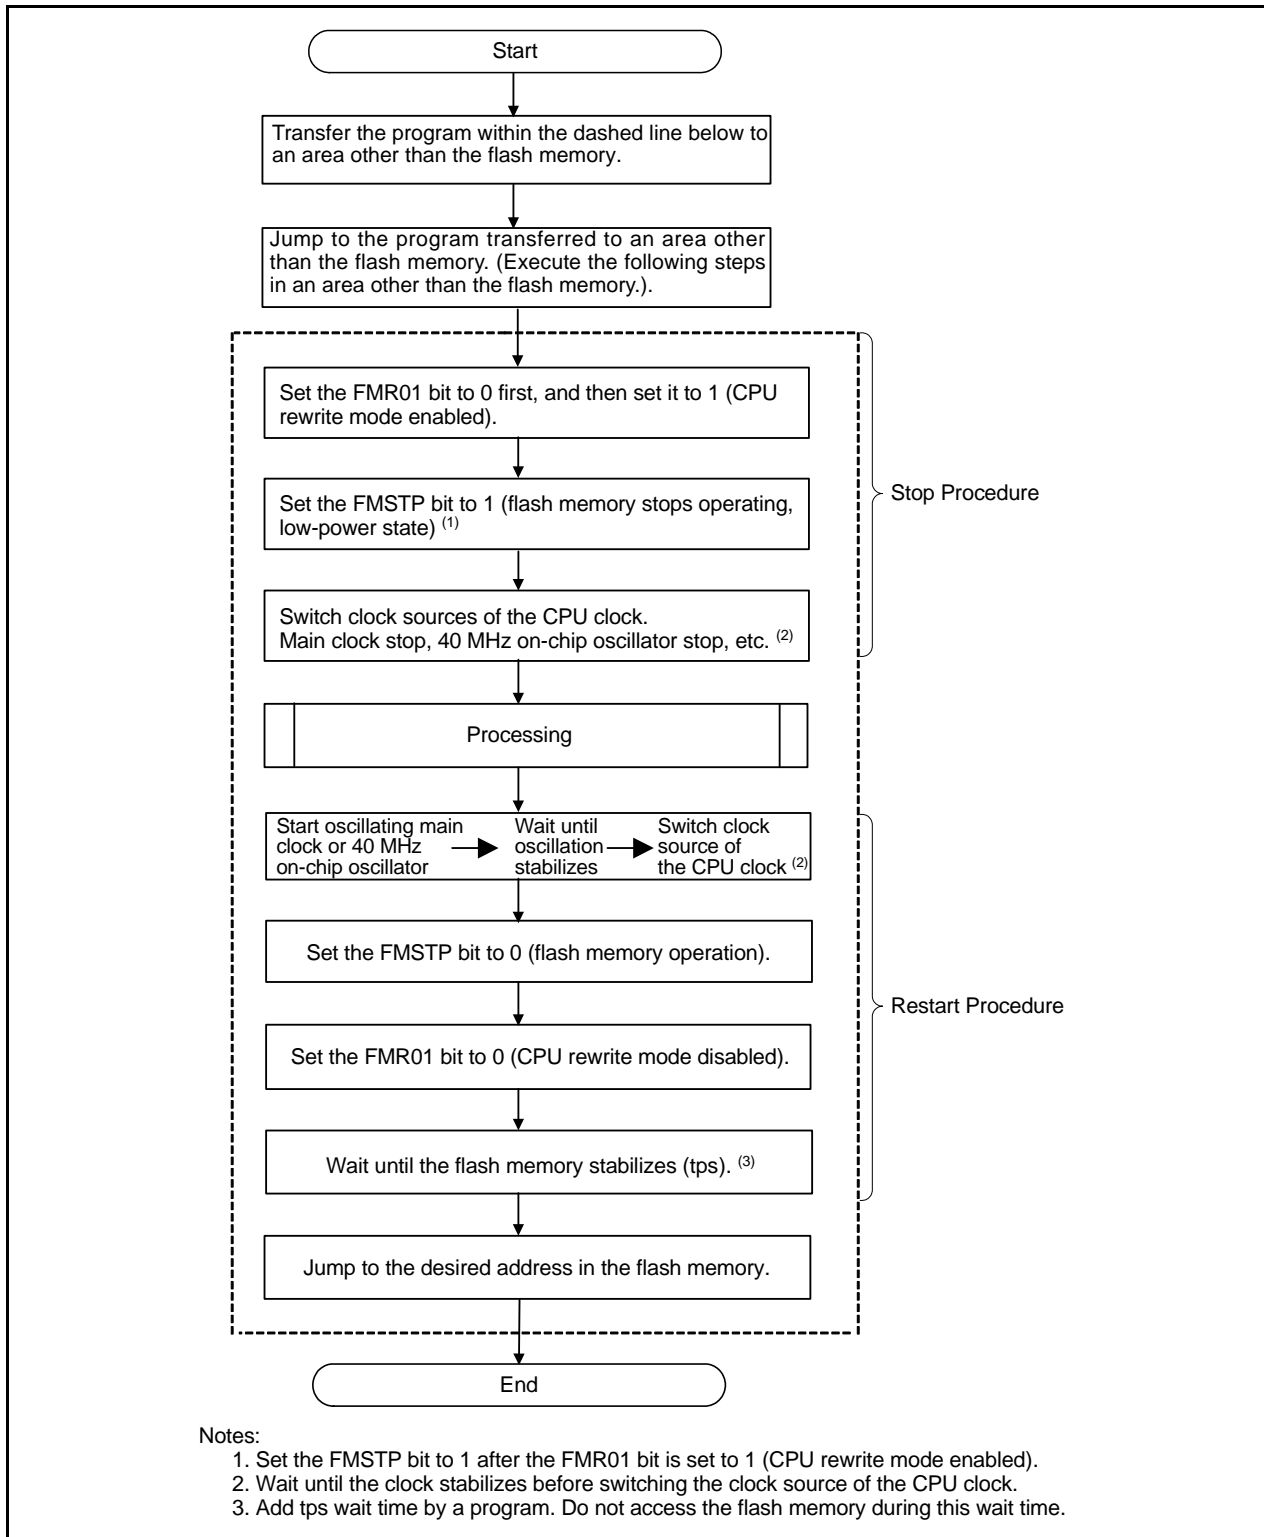 Start
Transfer the program within the dashed line below to
an area other than the flash memory.
Jump to the program transferred to an area other
than the flash memory. (Execute the following steps
in an area other than the flash memory.).
Set the FMR01 bit to 0 first, and then set it to 1 (CPU
rewrite mode enabled).
Set the FMSTP bit to 1 (flash memory stops operating,
low-power state) (1)
Stop Procedure
Switch clock sources of the CPU clock.
Main clock stop, 40 MHz on-chip oscillator stop, etc. (2)
Processing
Start oscillating main
clock or 40 MHz
on-chip oscillator
Wait until
oscillation
stabilizes
Switch clock
source of
the CPU clock (2)
Set the FMSTP bit to 0 (flash memory operation).
Restart Procedure
Set the FMR01 bit to 0 (CPU rewrite mode disabled).
Wait until the flash memory stabilizes (tps). (3)
Jump to the desired address in the flash memory.
End
Notes:
1. Set the FMSTP bit to 1 after the FMR01 bit is set to 1 (CPU rewrite mode enabled).
2. Wait until the clock stabilizes before switching the clock source of the CPU clock.
3. Add tps wait time by a program. Do not access the flash memory during this wait time.